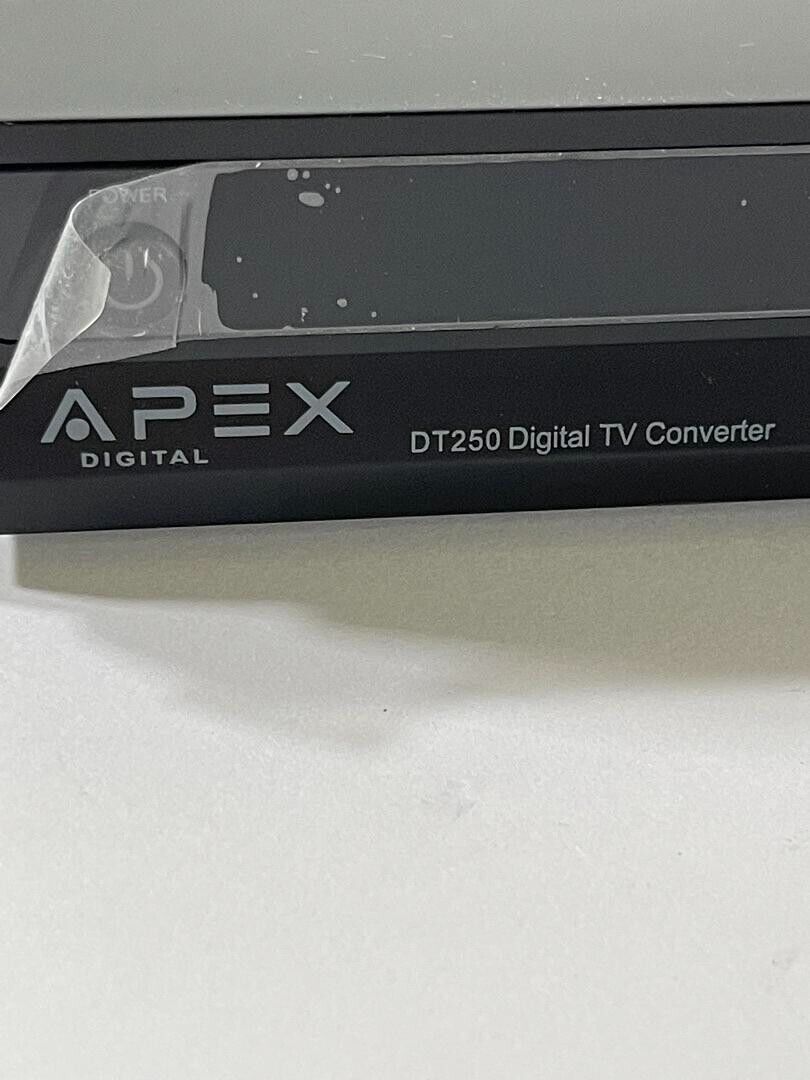 POWER
APEX
DIGITAL
DT250 Digital TV Converter